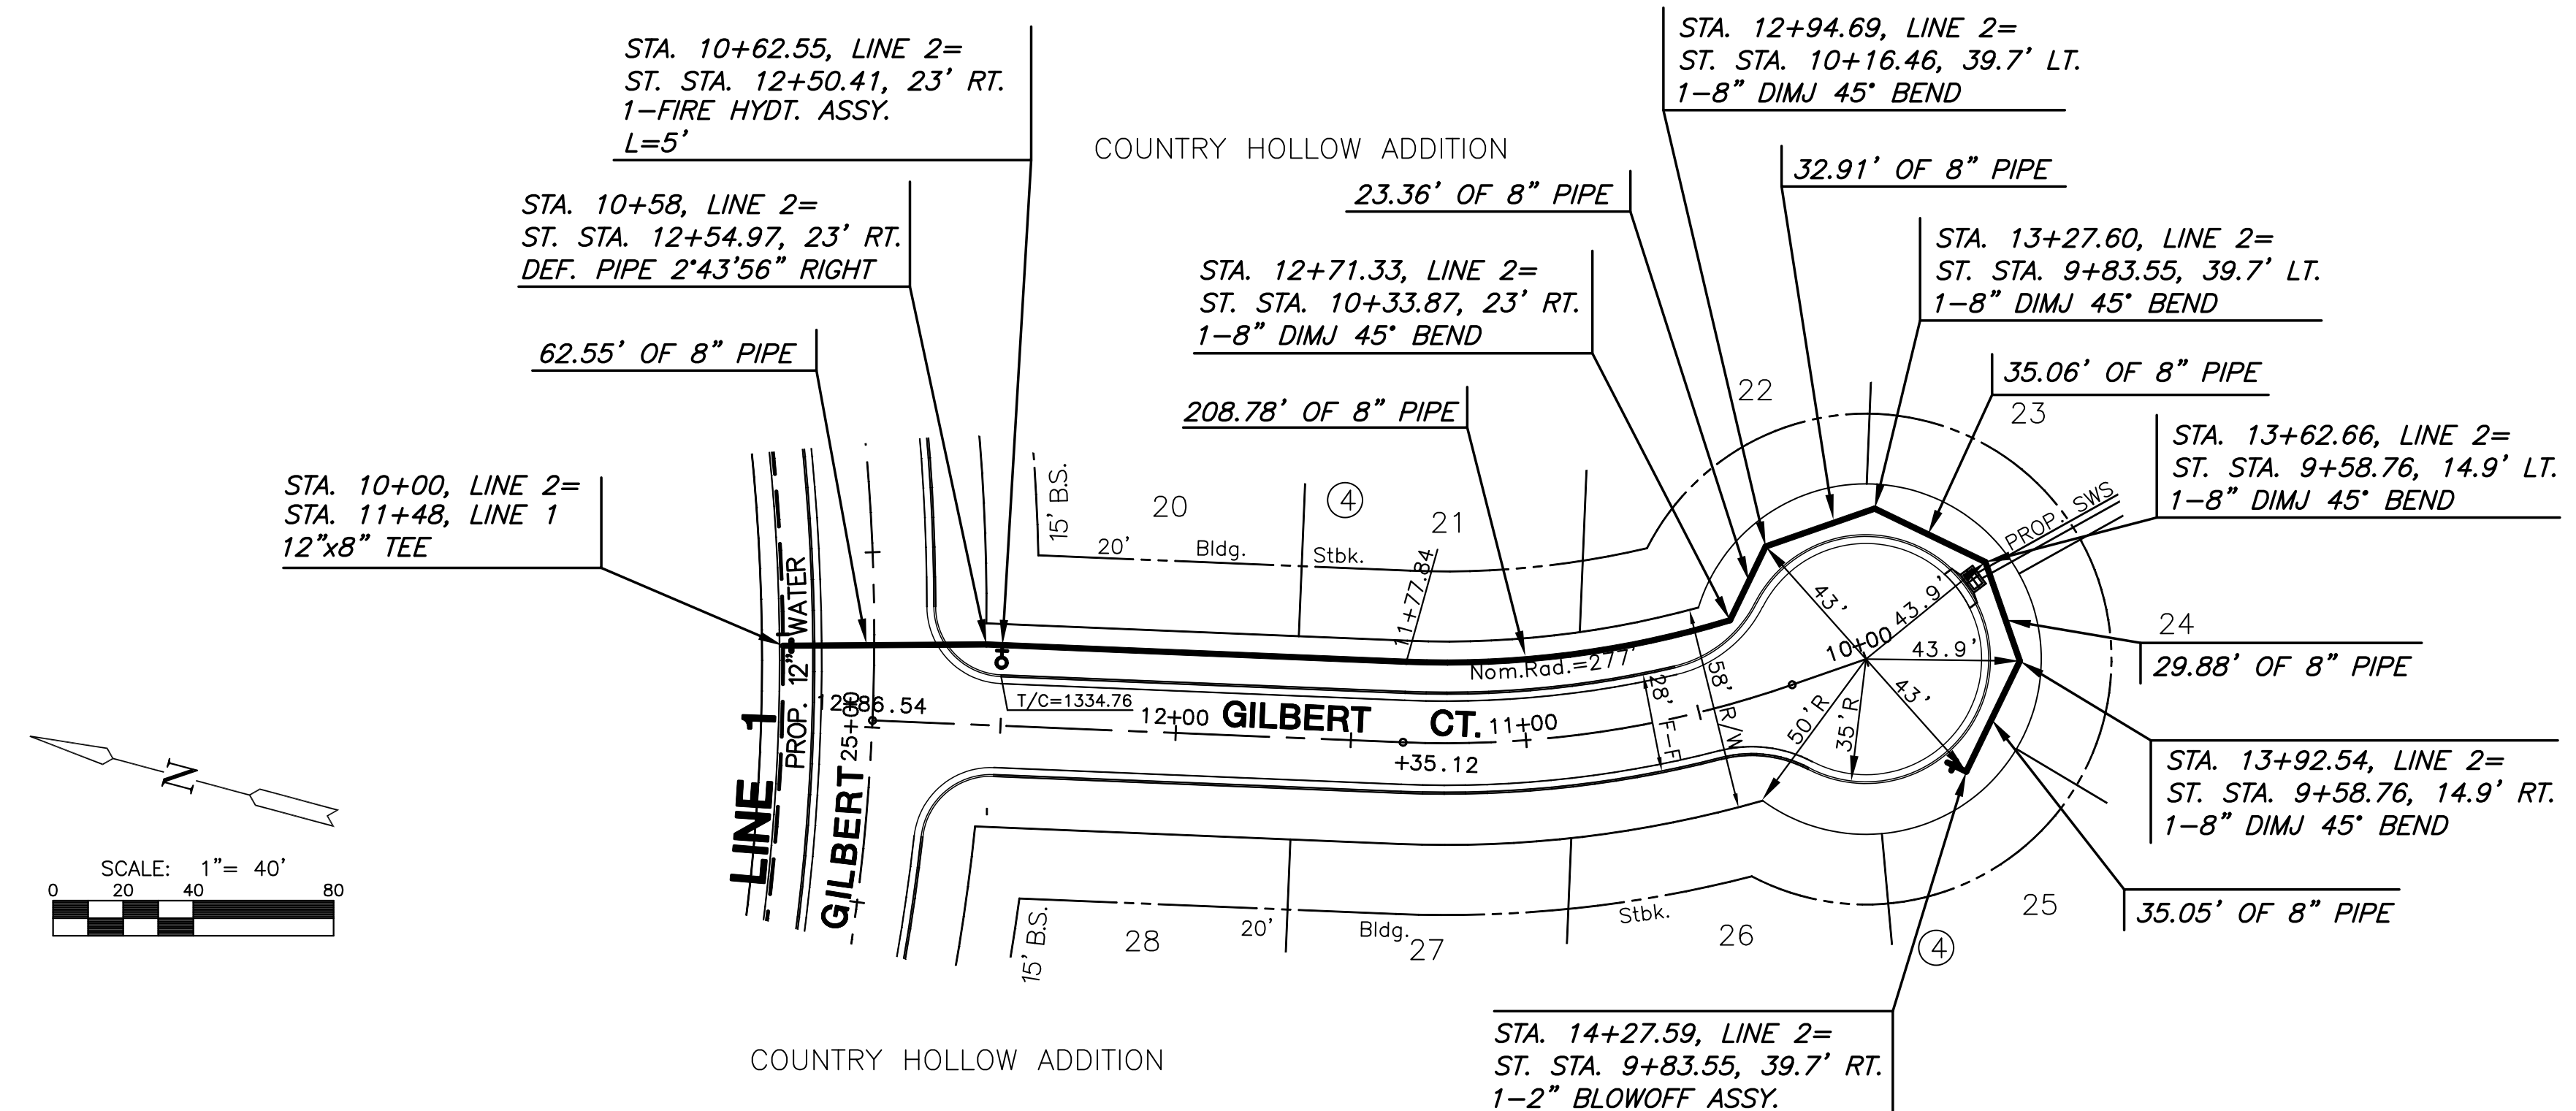 STA. 10+62.55, LINE 2=
ST. STA. 12+50.41, 23' RT.
1-FIRE HYDT. ASSY.
L=5'
STA. 12+94.69, LINE 2=
ST. STA. 10+16.46, 39.7' LT.
1-8" DIMJ 45° BEND
COUNTRY HOLLOW ADDITION
32.91' OF 8" PIPE
23.36' OF 8" PIPE
STA. 10+58, LINE 2=
ST. STA. 12+54.97, 23' RT.
DEF. PIPE 2°43'56" RIGHT
STA. 13+27.60, LINE 2=
ST. STA. 9+83.55, 39.7' LT.
1-8" DIMJ 45° BEND
STA. 12+71.33, LINE 2=
ST. STA. 10+33.87, 23' RT.
1-8" DIMJ 45° BEND
62.55' OF 8" PIPE
35.06' OF 8" PIPE
208.78' OF 8" PIPE
22
23
STA. 13+62.66, LINE 2=
ST. STA. 9+58.76, 14.9' LT.
1-8" DIMJ 45° BEND
STA. 10+00, LINE 2=
STA. 11+48, LINE 1
12"x8" TEE
15' B.S.
20
4
21
20'
Bldg.
Stbk.
PROP. SWS
11+77.84
PROP. 12" WATER
43'
43.9'
10+00
43.9'
24
29.88' OF 8" PIPE
Nom.Rad.=277'
58' R/W
28' F-F
43'
50'R
35'R
T/C=1334.76
12+86.54
25+00
12+00
GILBERT CT.
11+00
+35.12
LINE 1
GILBERT
N
STA. 13+92.54, LINE 2=
ST. STA. 9+58.76, 14.9' RT.
1-8" DIMJ 45° BEND
SCALE: 1"= 40'
0 20 40 80
35.05' OF 8" PIPE
15' B.S.
28
20'
Bldg.
27
Stbk.
26
4
25
STA. 14+27.59, LINE 2=
ST. STA. 9+83.55, 39.7' RT.
1-2" BLOWOFF ASSY.
COUNTRY HOLLOW ADDITION